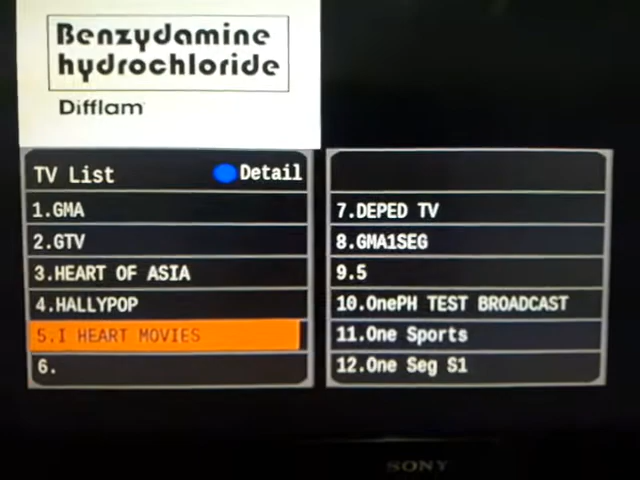 Benzydamine
hydrochloride
Difflam
TV List Detail
1.GMA
2.GTV
3.HEART OF ASIA
4.HALLYPOP
5.I HEART MOVIES
6.
7.DEPED TV
8.GMA1SEG
9.5
10.OnePH TEST BROADCAST
11.One Sports
12.One Seg S1
SONY